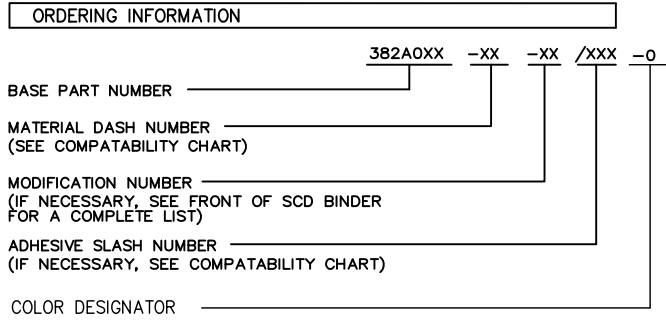 ORDERING INFORMATION
382A0XX -XX -XX /XXX -0
BASE PART NUMBER
MATERIAL DASH NUMBER
(SEE COMPATABILITY CHART)
MODIFICATION NUMBER
(IF NECESSARY, SEE FRONT OF SCD BINDER
FOR A COMPLETE LIST)
ADHESIVE SLASH NUMBER
(IF NECESSARY, SEE COMPATABILITY CHART)
COLOR DESIGNATOR